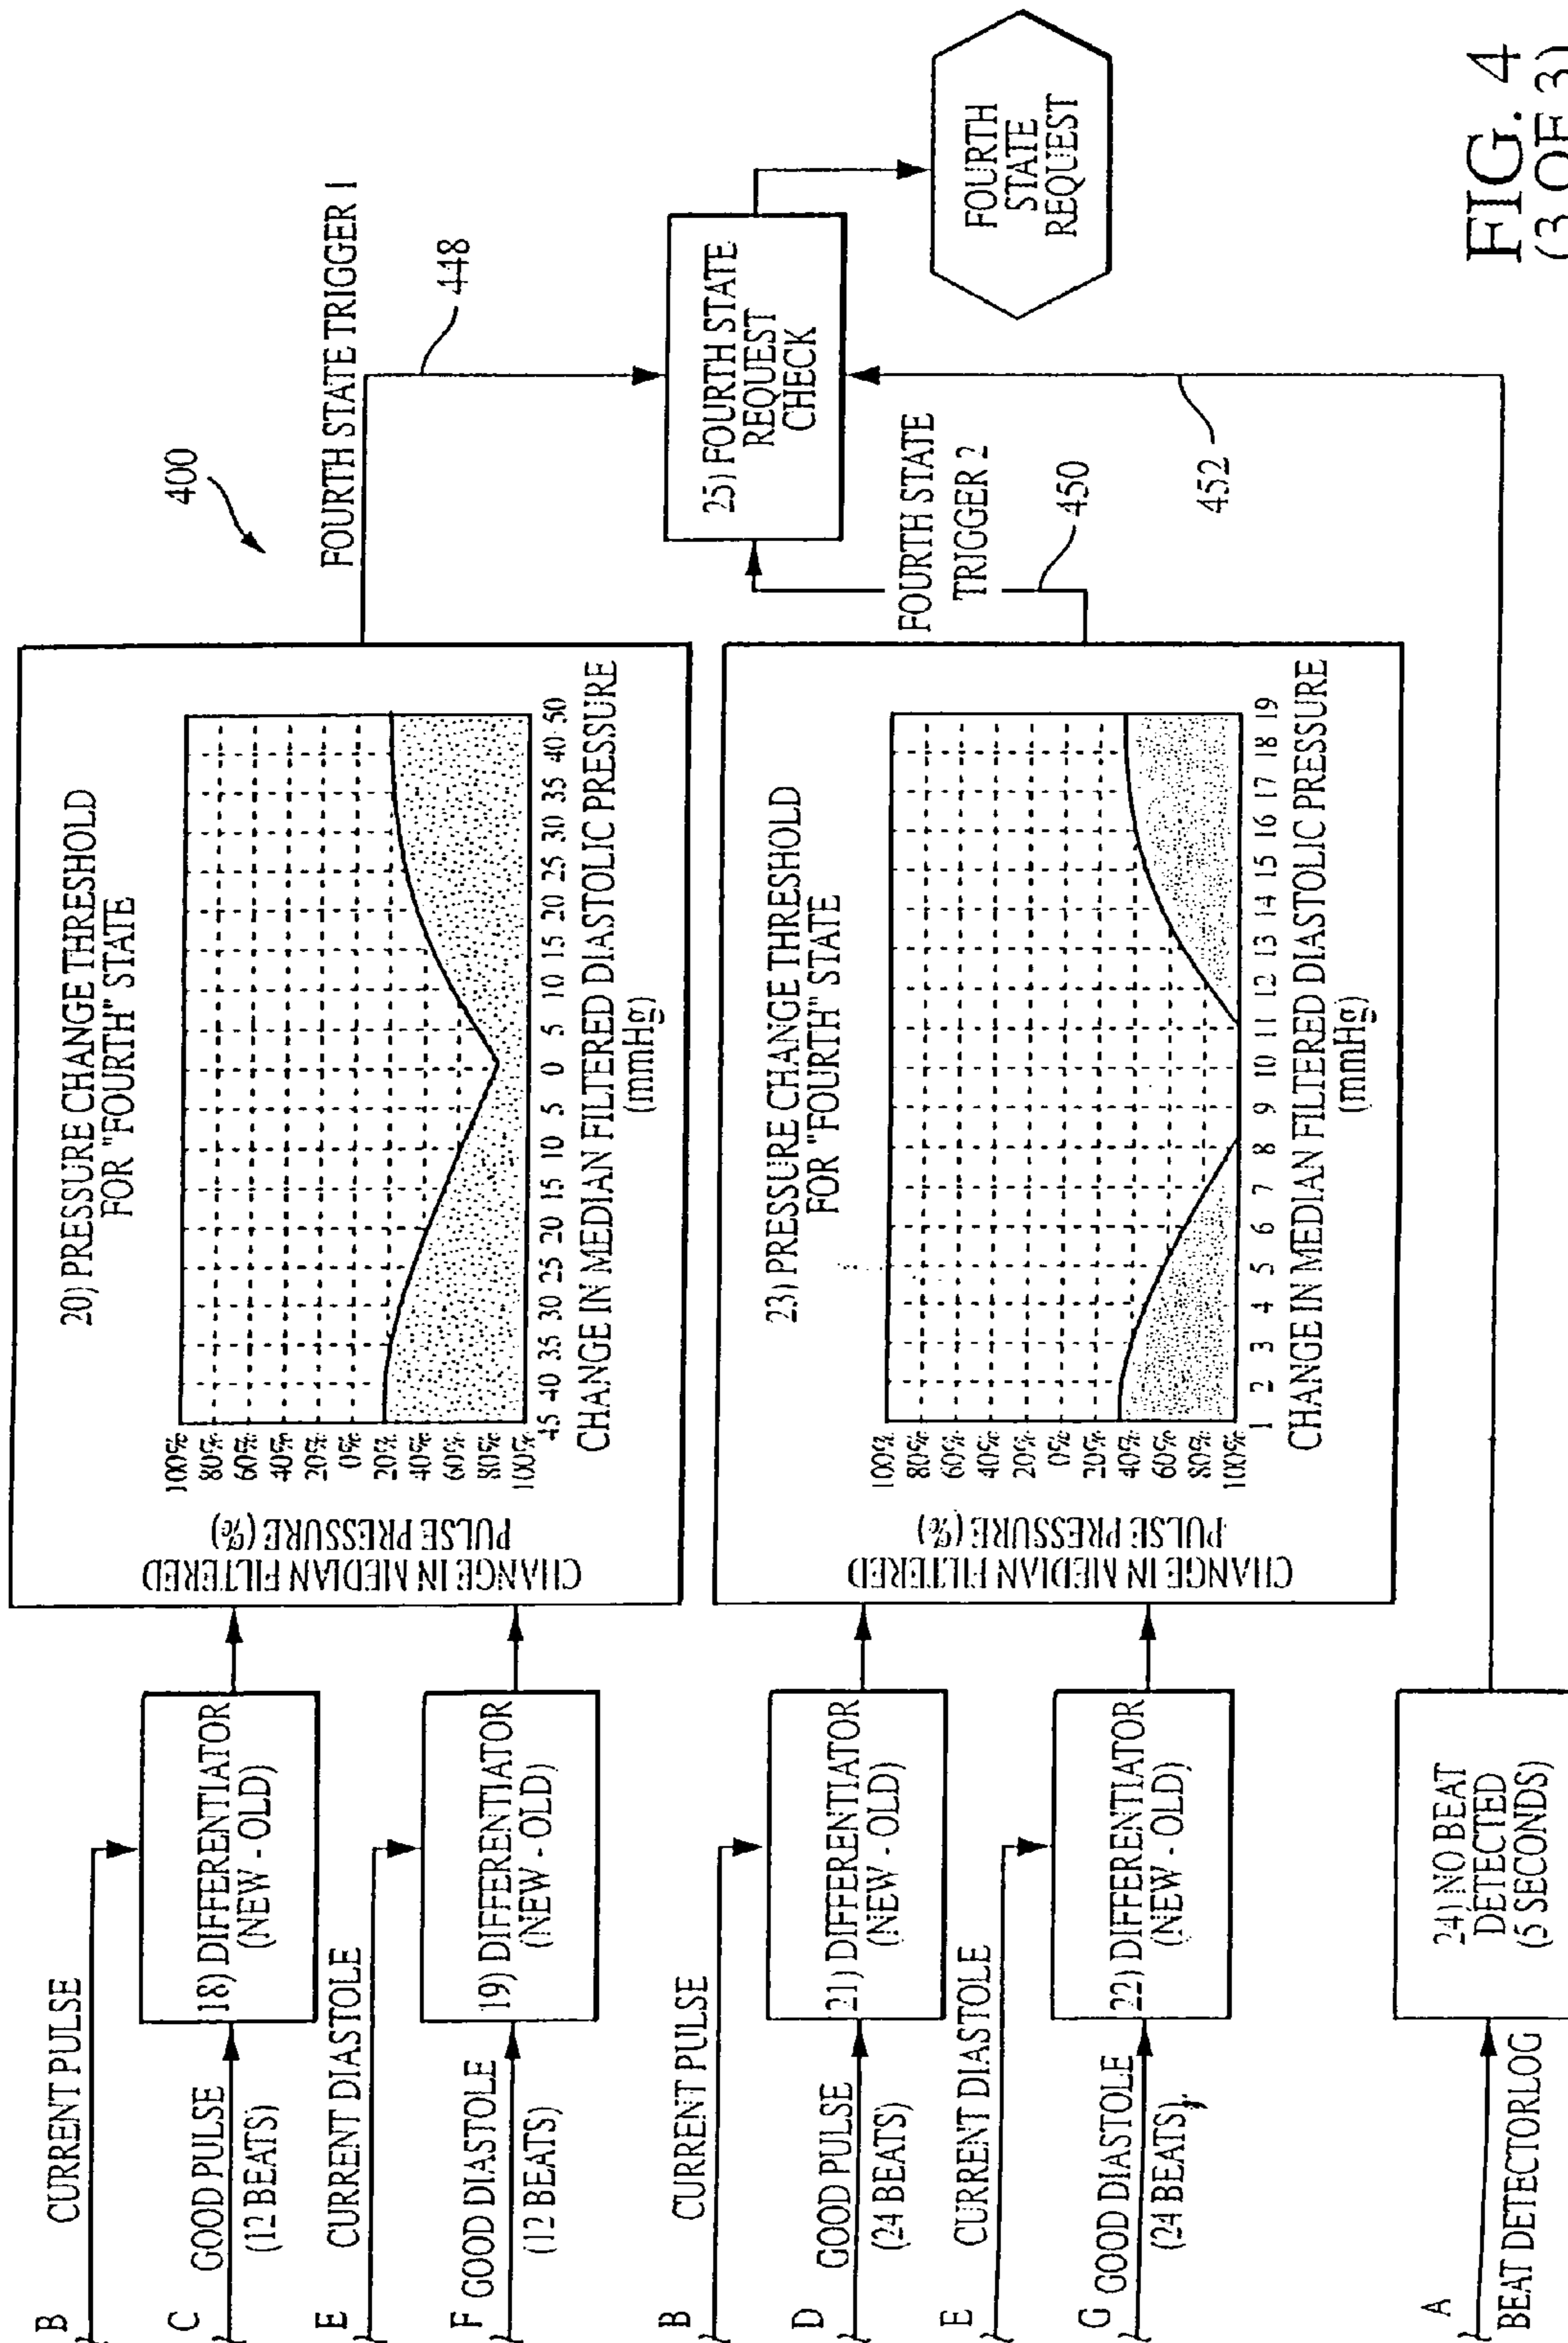 400
B CURRENT PULSE
C GOOD PULSE
(12 BEATS)
18) DIFFERENTIATOR
(NEW - OLD)
E CURRENT DIASTOLE
F GOOD DIASTOLE
(12 BEATS)
19) DIFFERENTIATOR
(NEW - OLD)
20) PRESSURE CHANGE THRESHOLD
FOR "FOURTH" STATE
CHANGE IN MEDIAN FILTERED
PULSE PRESSURE (%)
100%
80%
60%
40%
20%
0%
20%
40%
60%
80%
100%
45 40 35 30 25 20 15 10 5 0 5 10 15 20 25 30 35 40 50
CHANGE IN MEDIAN FILTERED DIASTOLIC PRESSURE
(mmHg)
FOURTH STATE TRIGGER 1
448
B CURRENT PULSE
D GOOD PULSE
(24 BEATS)
21) DIFFERENTIATOR
(NEW - OLD)
E CURRENT DIASTOLE
G GOOD DIASTOLE
(24 BEATS)
22) DIFFERENTIATOR
(NEW - OLD)
23) PRESSURE CHANGE THRESHOLD
FOR "FOURTH" STATE
CHANGE IN MEDIAN FILTERED
PULSE PRESSURE (%)
100%
80%
60%
40%
20%
0%
20%
40%
60%
80%
100%
1 2 3 4 5 6 7 8 9 10 11 12 13 14 15 16 17 18 19
CHANGE IN MEDIAN FILTERED DIASTOLIC PRESSURE
(mmHg)
FOURTH STATE
TRIGGER 2
450
25) FOURTH STATE
REQUEST
CHECK
FOURTH
STATE
REQUEST
452
A
BEAT DETECTORLOG
24) NO BEAT
DETECTED
(5 SECONDS)
FIG. 4
(3 OF 3)